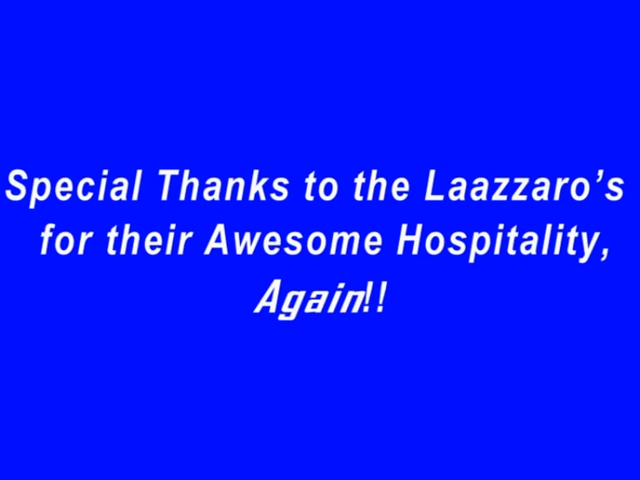 Special Thanks to the Laazzaro’s
for their Awesome Hospitality,
Again!!